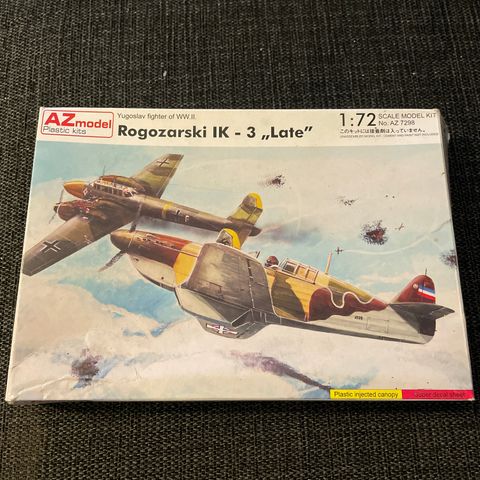 AZmodel
Plastic kits
Yugoslav fighter of WW.II.
Rogozarski IK - 3 „Late”
1:72 SCALE MODEL KIT
No: AZ 7298
このキットには接着剤は入っていません。
Plastic injected canopy
Super decal sheet